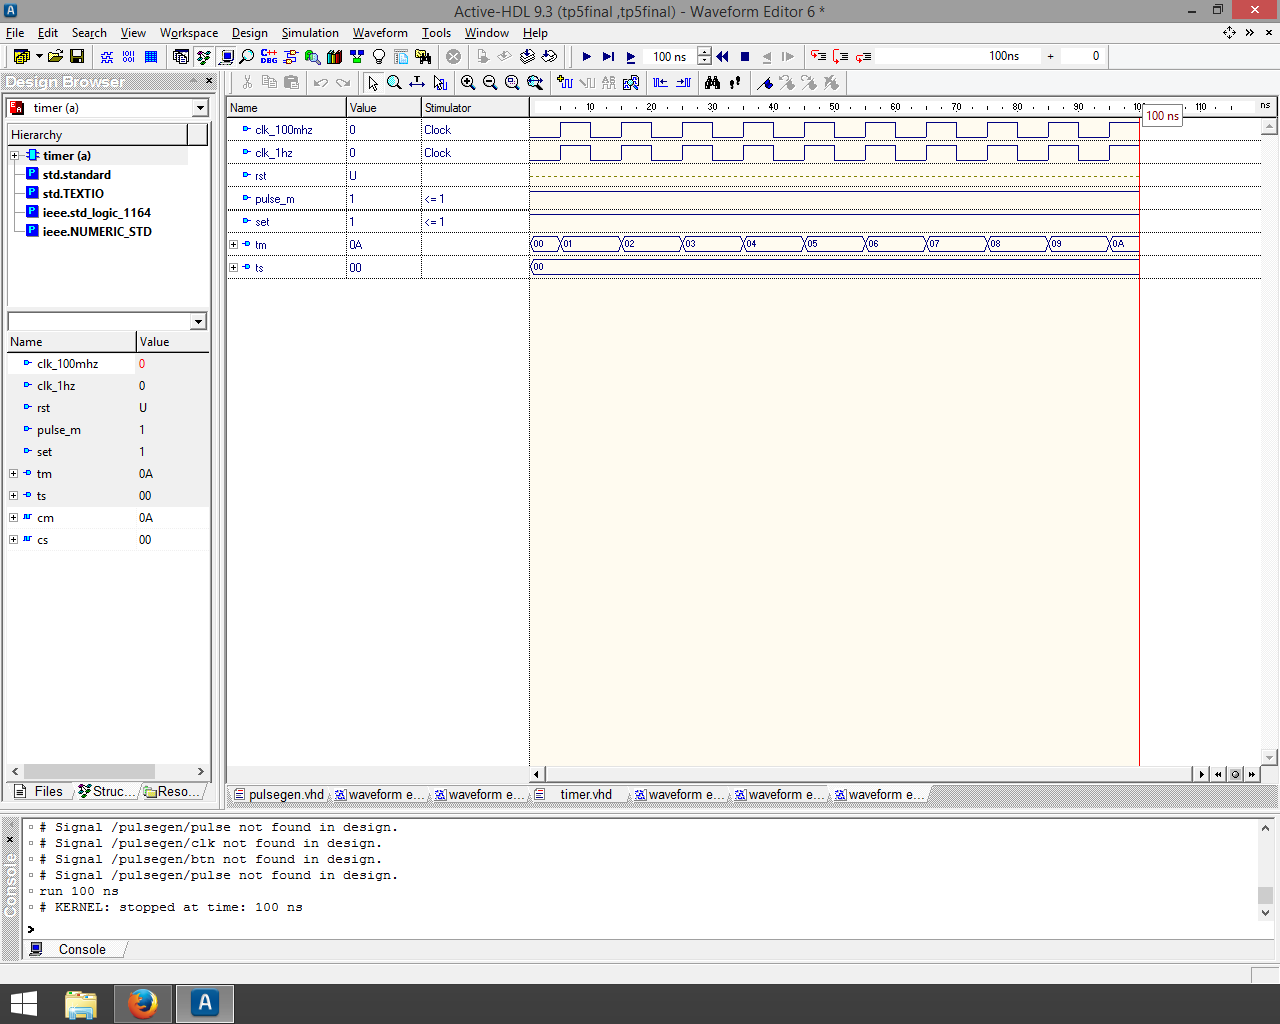 Active-HDL 9.3 (tp5final ,tp5final) - Waveform Editor 6 *
File Edit Search View Workspace Design Simulation Waveform Tools Window Help
100 ns
100ns + 0
Design Browser
timer (a)
Hierarchy
timer (a)
std.standard
std.TEXTIO
ieee.std_logic_1164
ieee.NUMERIC_STD
Name Value
clk_100mhz 0
clk_1hz 0
rst U
pulse_m 1
set 1
tm 0A
ts 00
cm 0A
cs 00
Files Struc... Reso...
Name Value Stimulator
10 20 30 40 50 60 70 80 90 100 110 ns
100 ns
clk_100mhz 0 Clock
clk_1hz 0 Clock
rst U
pulse_m 1 <= 1
set 1 <= 1
tm 0A 00 01 02 03 04 05 06 07 08 09 0A
ts 00 00
pulsegen.vhd waveform e... waveform e... timer.vhd waveform e... waveform e... waveform e...
# Signal /pulsegen/pulse not found in design.
# Signal /pulsegen/clk not found in design.
# Signal /pulsegen/btn not found in design.
# Signal /pulsegen/pulse not found in design.
run 100 ns
# KERNEL: stopped at time: 100 ns
>
Console
Console